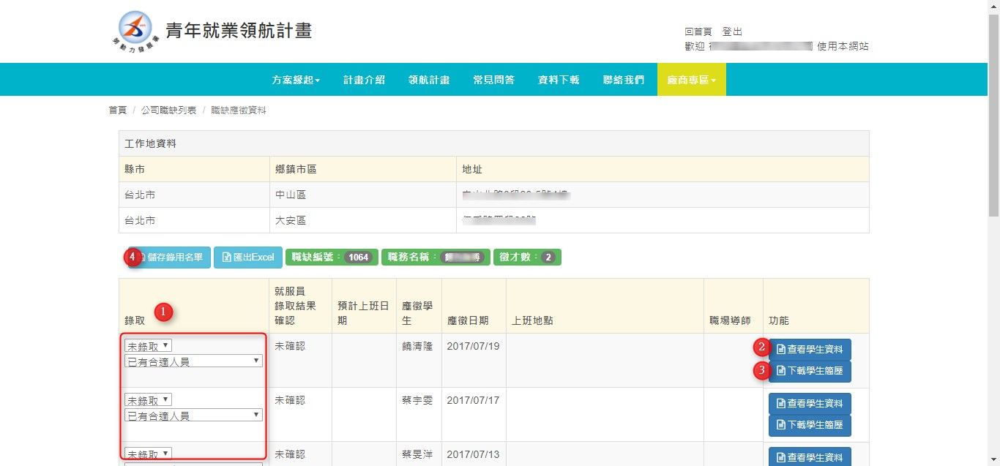 勞動力發展署
青年就業領航計畫
回首頁 登出
歡迎 使用本網站
方案緣起 計畫介紹 領航計畫 常見問答 資料下載 聯絡我們 廠商專區
首頁 / 公司職缺列表 / 職缺應徵資料
工作地資料
縣市 鄉鎮市區 地址
台北市 中山區
台北市 大安區
4 儲存錄用名單 匯出Excel 職缺編號： 1064 職務名稱： 徵才數： 2
錄取 1 就服員錄取結果確認 預計上班日期 應徵學生 應徵日期 上班地點 職場導師 功能
未錄取 未確認 饒清隆 2017/07/19 2 查看學生資料
已有合適人員 3 下載學生簡歷
未錄取 未確認 蔡宇雯 2017/07/17 查看學生資料
已有合適人員 下載學生簡歷
未錄取 未確認 蔡旻洋 2017/07/13 查看學生資料